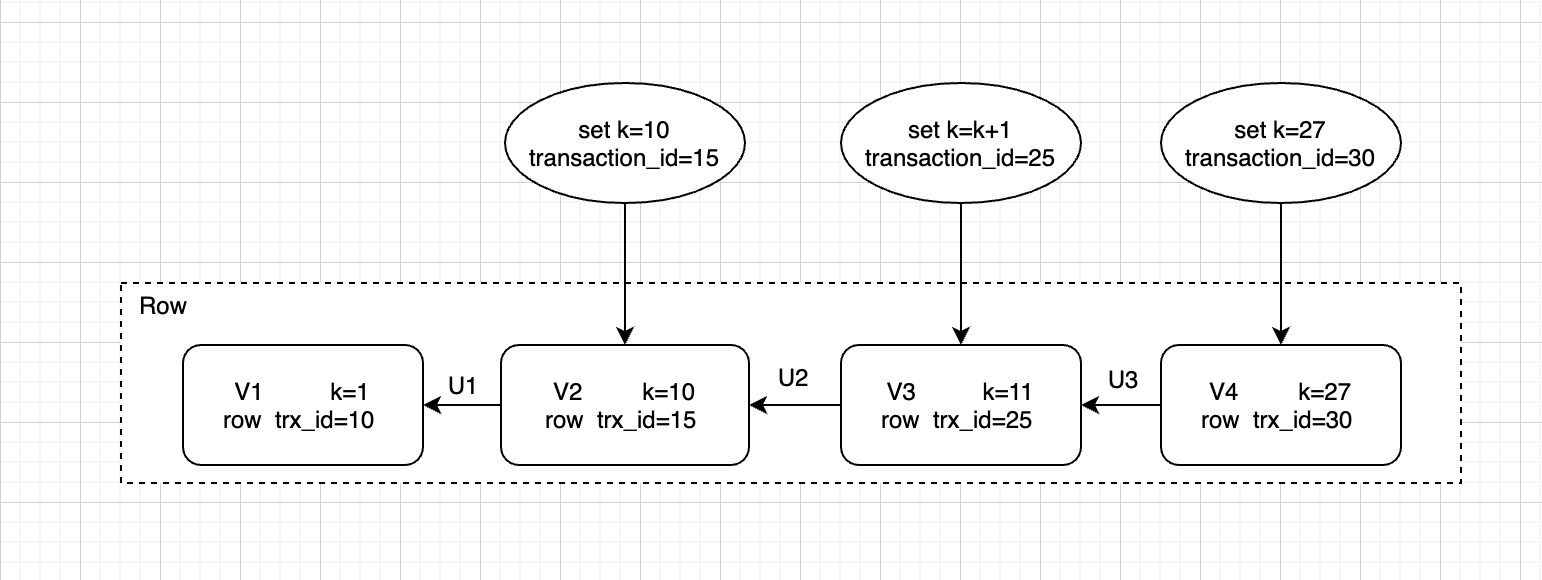 set k=10
transaction_id=15
set k=k+1
transaction_id=25
set k=27
transaction_id=30
Row
V1 k=1
row trx_id=10
U1
V2 k=10
row trx_id=15
U2
V3 k=11
row trx_id=25
U3
V4 k=27
row trx_id=30